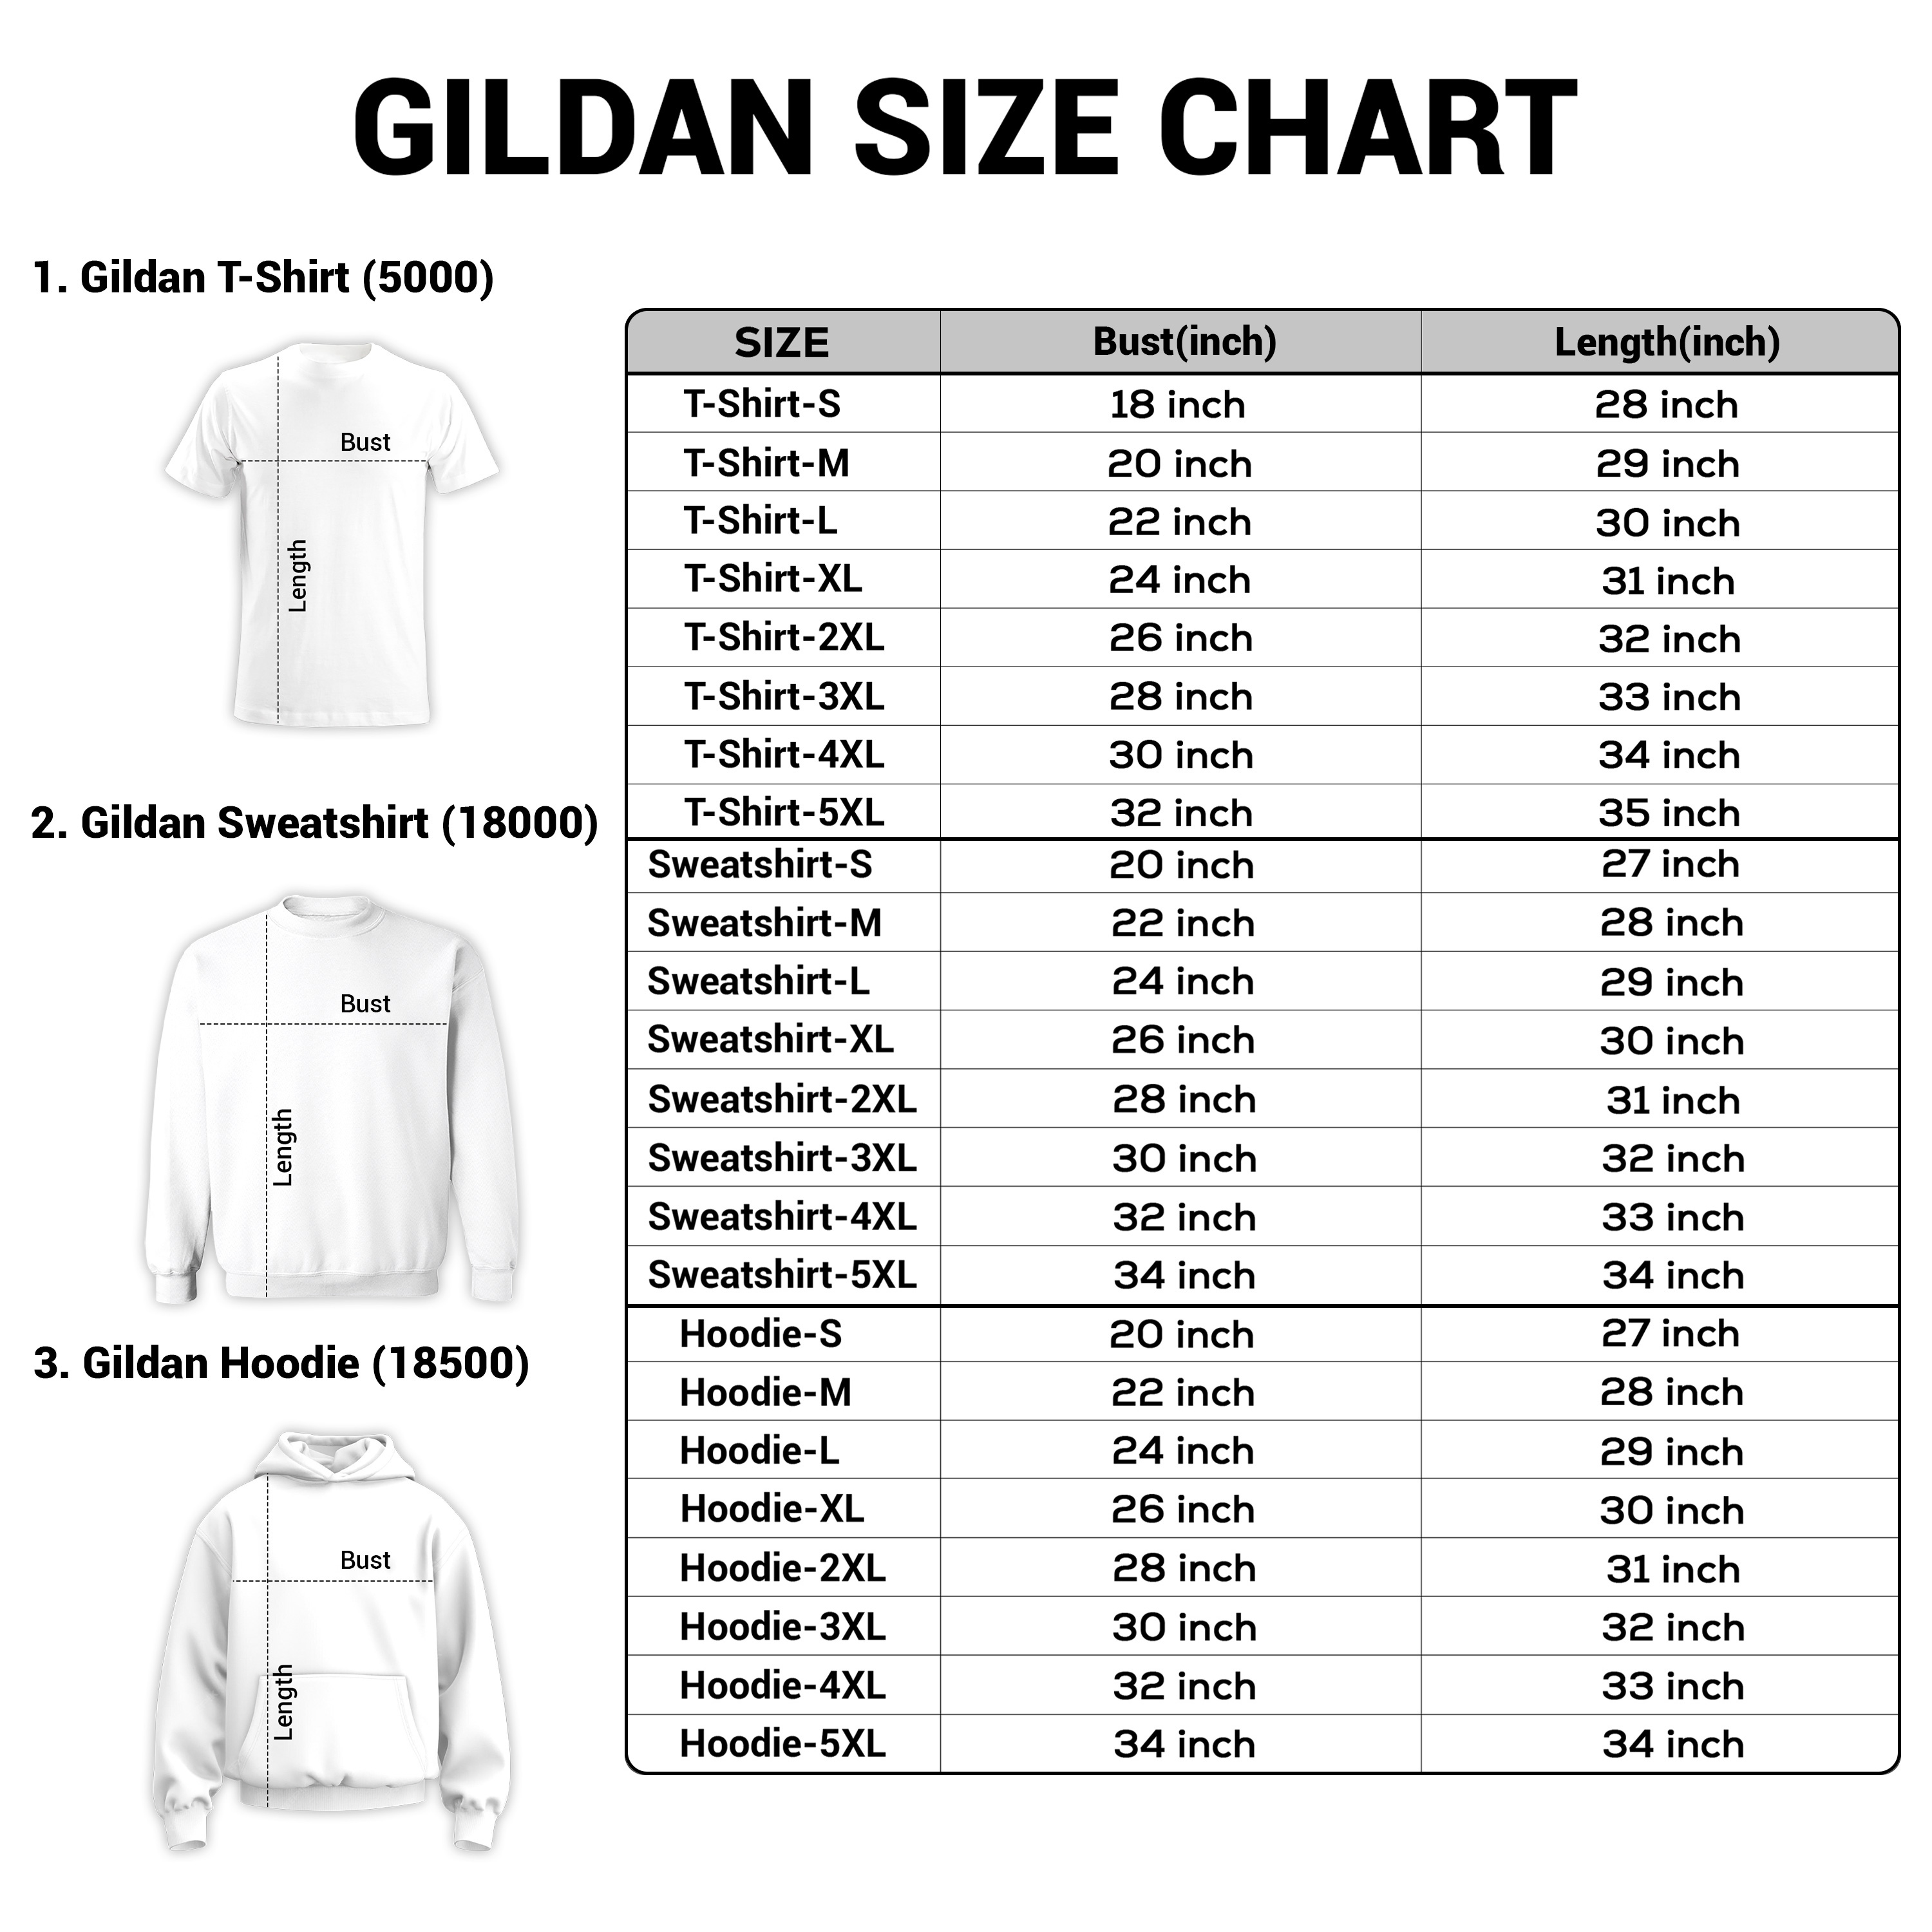 GILDAN SIZE CHART
1. Gildan T-Shirt (5000)
Bust
Length
2. Gildan Sweatshirt (18000)
Bust
Length
3. Gildan Hoodie (18500)
Bust
Length
SIZE Bust(inch) Length(inch)
T-Shirt-S 18 inch 28 inch
T-Shirt-M 20 inch 29 inch
T-Shirt-L 22 inch 30 inch
T-Shirt-XL 24 inch 31 inch
T-Shirt-2XL 26 inch 32 inch
T-Shirt-3XL 28 inch 33 inch
T-Shirt-4XL 30 inch 34 inch
T-Shirt-5XL 32 inch 35 inch
Sweatshirt-S 20 inch 27 inch
Sweatshirt-M 22 inch 28 inch
Sweatshirt-L 24 inch 29 inch
Sweatshirt-XL 26 inch 30 inch
Sweatshirt-2XL 28 inch 31 inch
Sweatshirt-3XL 30 inch 32 inch
Sweatshirt-4XL 32 inch 33 inch
Sweatshirt-5XL 34 inch 34 inch
Hoodie-S 20 inch 27 inch
Hoodie-M 22 inch 28 inch
Hoodie-L 24 inch 29 inch
Hoodie-XL 26 inch 30 inch
Hoodie-2XL 28 inch 31 inch
Hoodie-3XL 30 inch 32 inch
Hoodie-4XL 32 inch 33 inch
Hoodie-5XL 34 inch 34 inch